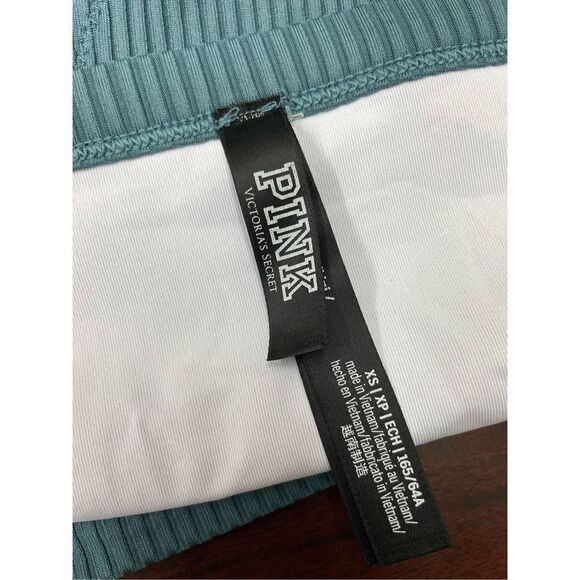 PINK
VICTORIA'S SECRET
XS | XP | ECH | 165/64A
made in Vietnam/fabriqué au Vietnam/
hecho en Vietnam/fabbricato in Vietnam/
越南制造